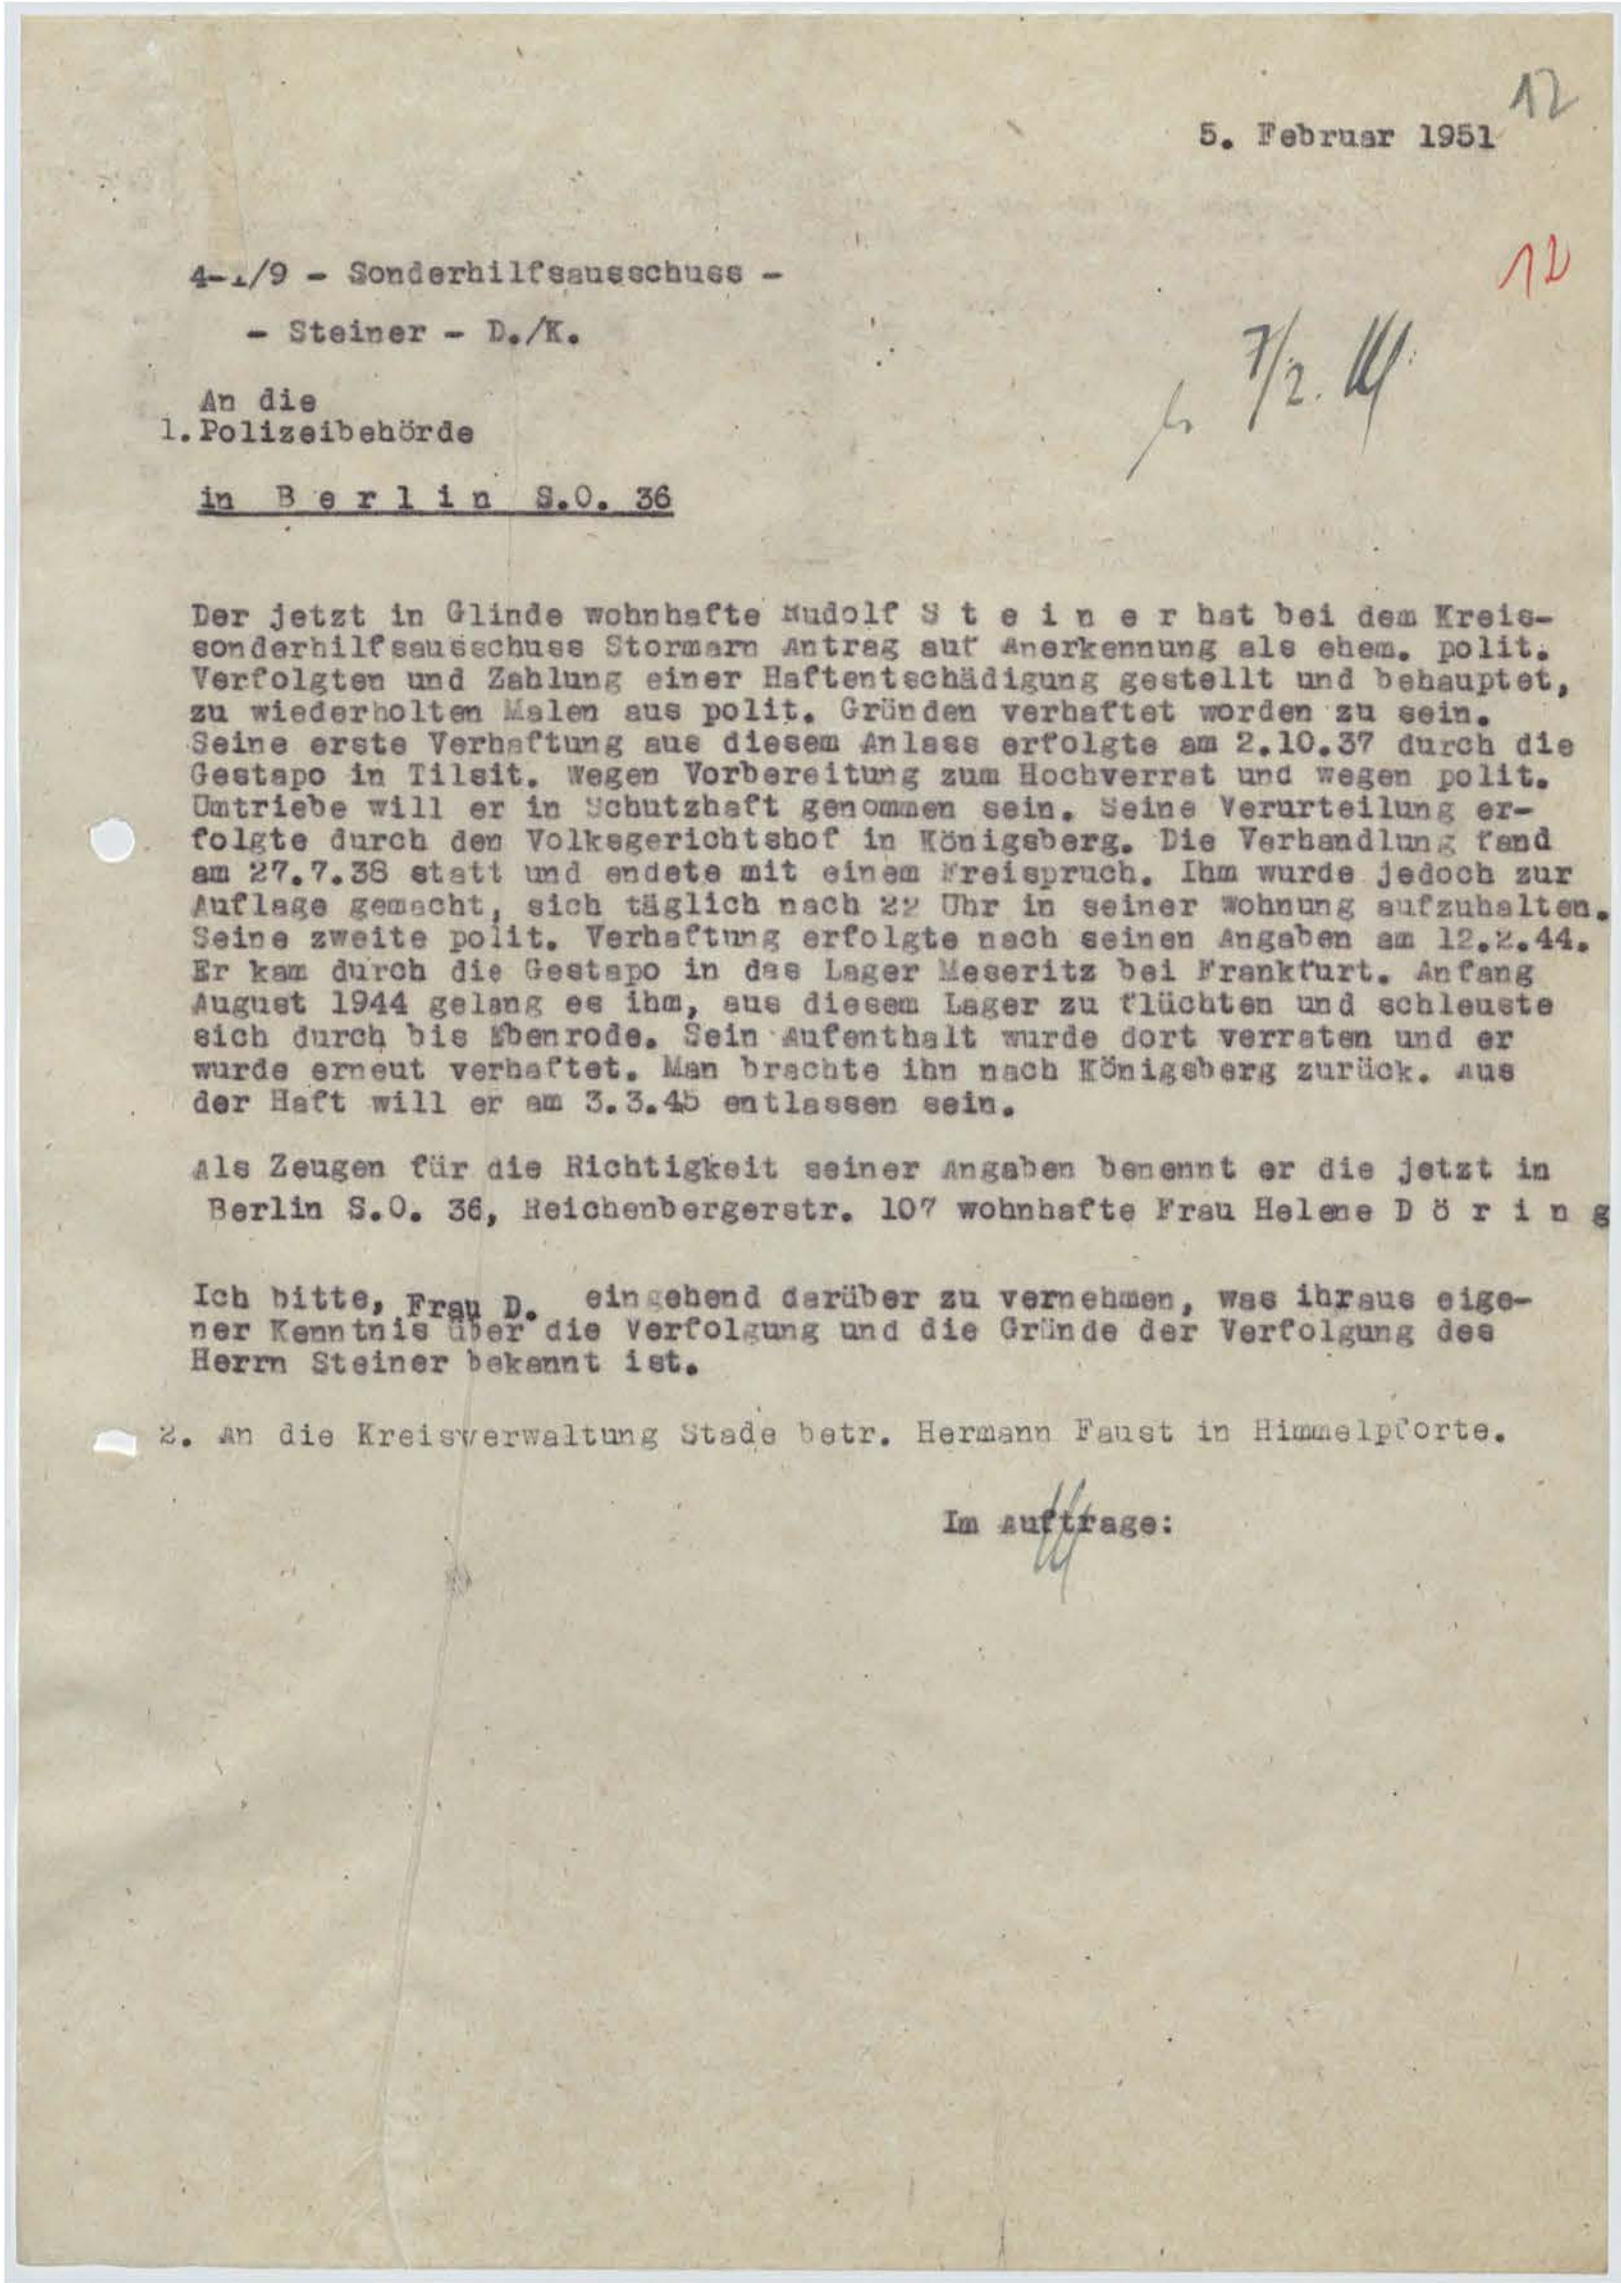 12
5. Februar 1951
12
4-1/9 - Sonderhilfsausschuss -
- Steiner - D./K.
7/2.
An die
1. Polizeibehörde
in B e r l i n S.O. 36
Der jetzt in Glinde wohnhafte Rudolf S t e i n e r hat bei dem Kreis-
sonderhilfsausschuss Stormarn Antrag auf Anerkennung als ehem. polit.
Verfolgten und Zahlung einer Haftentschädigung gestellt und behauptet,
zu wiederholten Malen aus polit. Gründen verhaftet worden zu sein.
Seine erste Verhaftung aus diesem Anlass erfolgte am 2.10.37 durch die
Gestapo in Tilsit. Wegen Vorbereitung zum Hochverrat und wegen polit.
Umtriebe will er in Schutzhaft genommen sein. Seine Verurteilung er-
folgte durch den Volksgerichtshof in Königsberg. Die Verhandlung fand
am 27.7.38 statt und endete mit einem Freispruch. Ihm wurde jedoch zur
Auflage gemacht, sich täglich nach 22 Uhr in seiner Wohnung aufzuhalten.
Seine zweite polit. Verhaftung erfolgte nach seinen Angaben am 12.2.44.
Er kam durch die Gestapo in das Lager Meseritz bei Frankfurt. Anfang
August 1944 gelang es ihm, aus diesem Lager zu flüchten und schleuste
sich durch bis Ebenrode. Sein Aufenthalt wurde dort verraten und er
wurde erneut verhaftet. Man brachte ihn nach Königsberg zurück. Aus
der Haft will er am 3.3.45 entlassen sein.
Als Zeugen für die Richtigkeit seiner Angaben benennt er die jetzt in
Berlin S.O. 36, Reichenbergerstr. 107 wohnhafte Frau Helene D ö r i n g
Ich bitte, Frau D. eingehend darüber zu vernehmen, was ihraus eige-
ner Kenntnis über die Verfolgung und die Gründe der Verfolgung des
Herrn Steiner bekannt ist.
2. An die Kreisverwaltung Stade betr. Hermann Faust in Himmelpforte.
Im Auftrage: